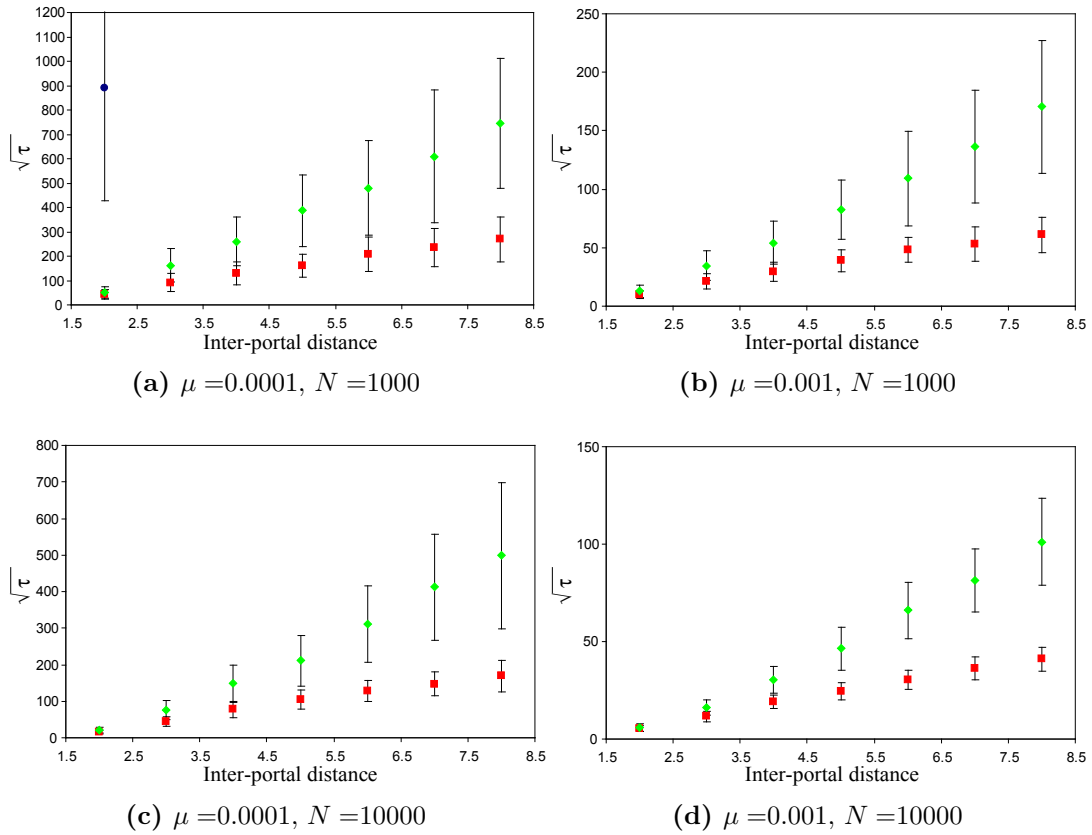 1200
1100
1000
900
800
700
600
500
400
300
200
100
0
√τ
1.5 2.5 3.5 4.5 5.5 6.5 7.5 8.5
Inter-portal distance
(a) μ =0.0001, N =1000
250
200
150
100
50
0
√τ
1.5 2.5 3.5 4.5 5.5 6.5 7.5 8.5
Inter-portal distance
(b) μ =0.001, N =1000
800
700
600
500
400
300
200
100
0
√τ
1.5 2.5 3.5 4.5 5.5 6.5 7.5 8.5
Inter-portal distance
(c) μ =0.0001, N =10000
150
100
50
0
√τ
1.5 2.5 3.5 4.5 5.5 6.5 7.5 8.5
Inter-portal distance
(d) μ =0.001, N =10000